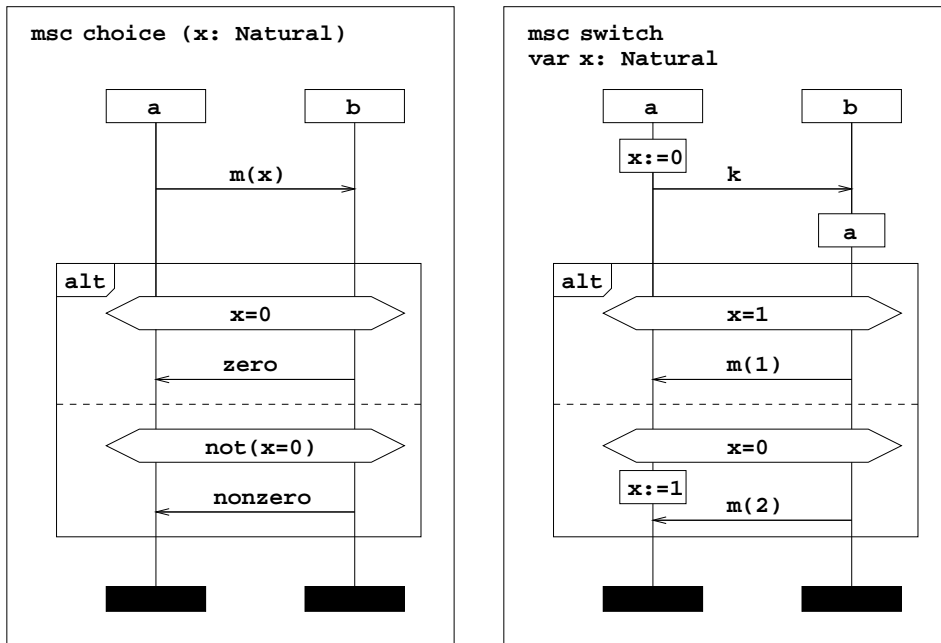 msc choice (x: Natural)
a
b
m(x)
alt
x=0
zero
not(x=0)
nonzero
msc switch
var x: Natural
a
b
x:=0
k
a
alt
x=1
m(1)
x=0
x:=1
m(2)